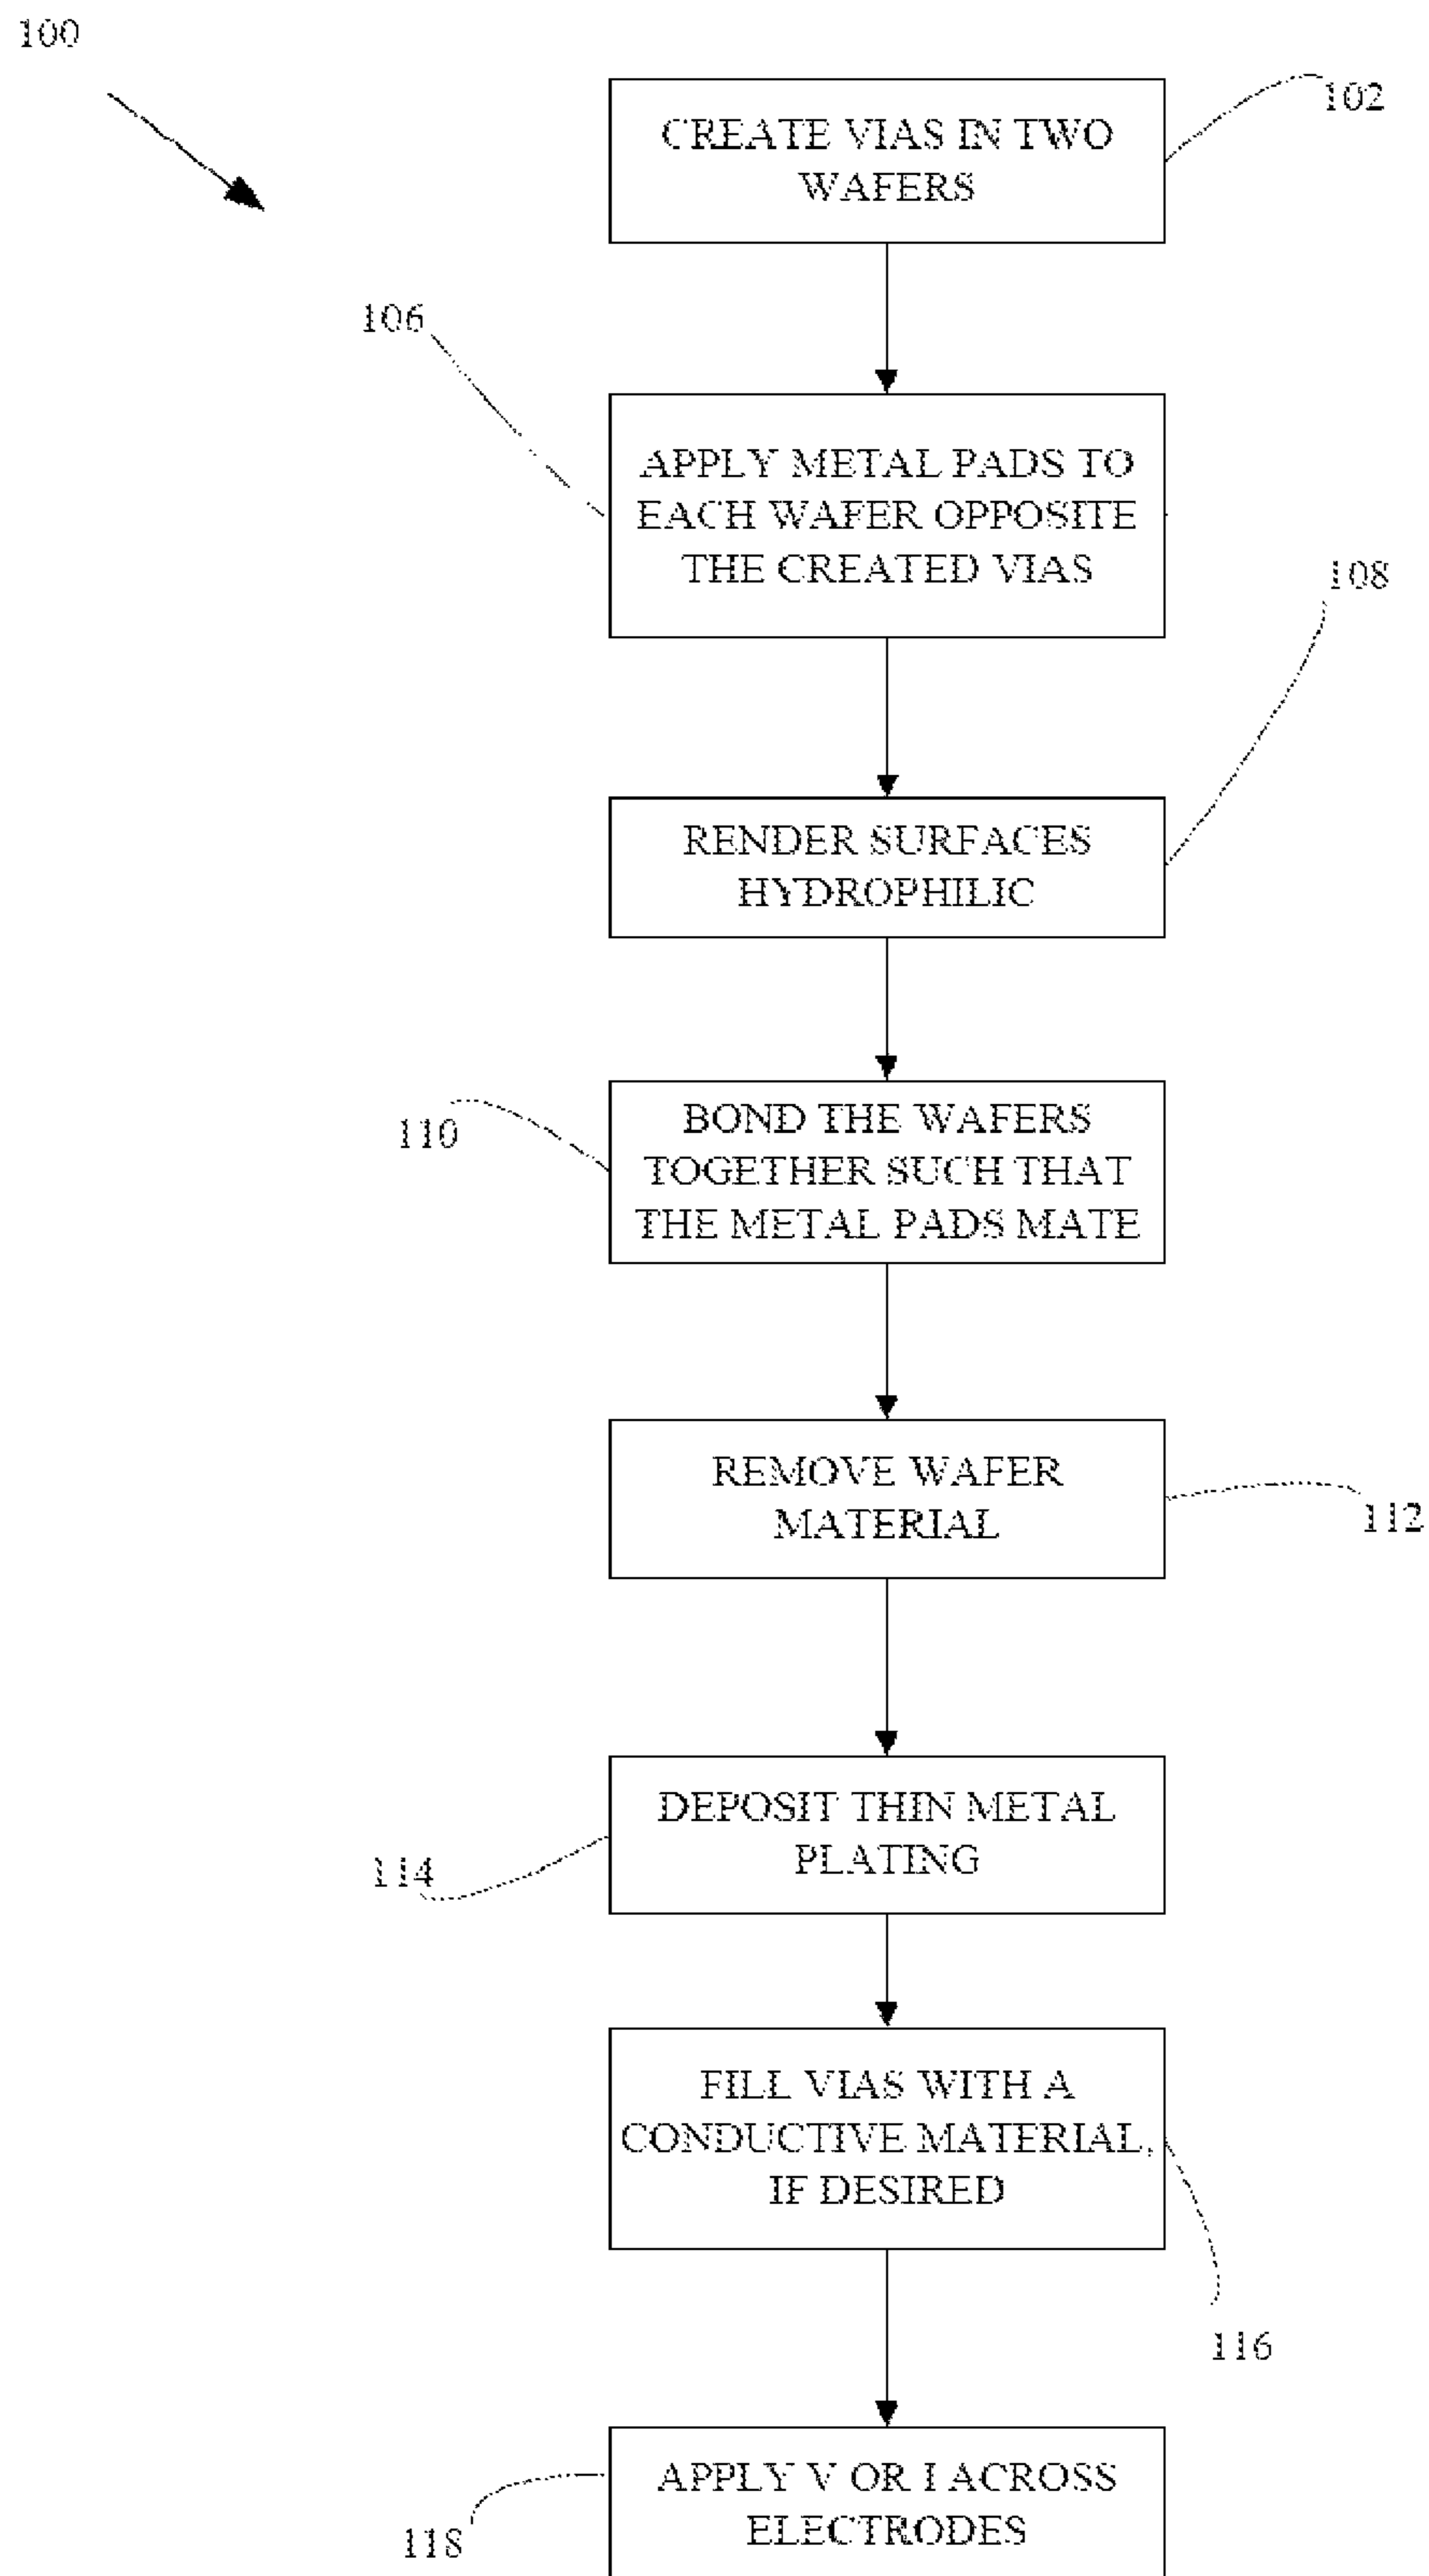 100
102
CREATE VIAS IN TWO
WAFERS
106
APPLY METAL PADS TO
EACH WAFER OPPOSITE
THE CREATED VIAS
108
RENDER SURFACES
HYDROPHILIC
110
BOND THE WAFERS
TOGETHER SUCH THAT
THE METAL PADS MATE
REMOVE WAFER
MATERIAL
112
DEPOSIT THIN METAL
PLATING
114
FILL VIAS WITH A
CONDUCTIVE MATERIAL,
IF DESIRED
116
APPLY V OR I ACROSS
ELECTRODES
118